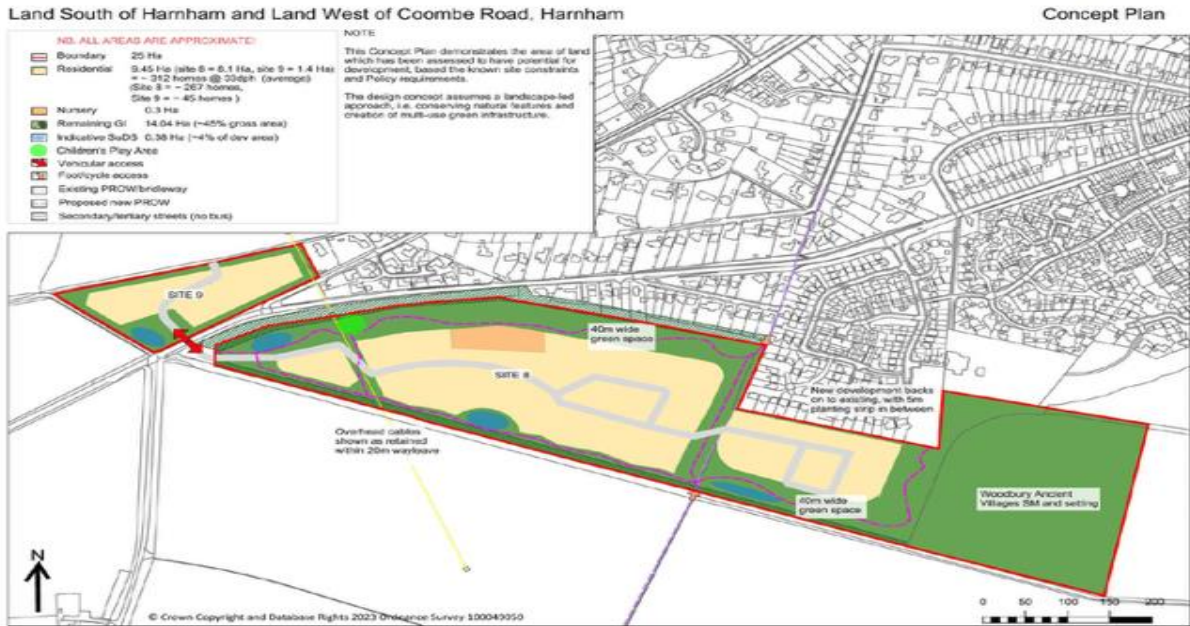 Land South of Harnham and Land West of Coombe Road, Harnham
Concept Plan
NB. ALL AREAS ARE APPROXIMATE!
Boundary 25 Ha
Residential 9.45 Ha (site 8 = 8.1 Ha, site 9 = 1.4 Ha)
= ~ 312 homes @ 33dph (average)
(Site 8 = ~ 267 homes,
Site 9 = ~ 45 homes )
Nursery 0.3 Ha
Remaining GI 14.04 Ha (~45% gross area)
Indicative SuDS 0.38 Ha (~4% of dev area)
Children's Play Area
Vehicular access
Foot/cycle access
Existing PROW/bridleway
Proposed new PROW
Secondary/tertiary streets (no bus)
NOTE
This Concept Plan demonstrates the area of land
which has been assessed to have potential for
development, based the known site constraints
and Policy requirements.
The design concept assumes a landscape-led
approach, i.e. conserving natural features and
creation of multi-use green infrastructure.
SITE 9
40m wide
green space
SITE 8
New development backs
on to existing, with 5m
planting strip in between
Overhead cables
shown as retained
within 20m wayleave
40m wide
green space
Woodbury Ancient
Villages SM and setting
N
© Crown Copyright and Database Rights 2023 Ordnance Survey 100049050
0 50 100 150 200